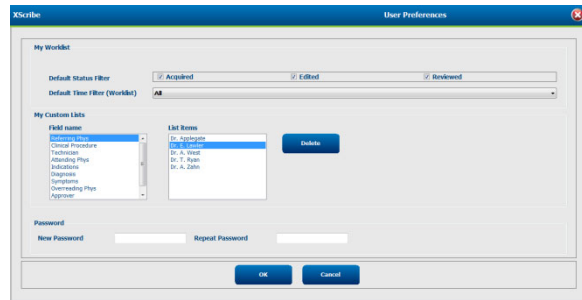 XScribe User Preferences
My Worklist
Default Status Filter Acquired Edited Reviewed
Default Time Filter (Worklist) All
My Custom Lists
Field name List items
Referring Phys Dr. Applegate
Clinical Procedure Dr. S. Lawler
Technician Dr. A. West
Attending Phys Dr. T. Ryan
Indications Dr. A. Zahn
Diagnosis
Symptoms
Overreading Phys
Approver
Delete
Password
New Password Repeat Password
OK Cancel